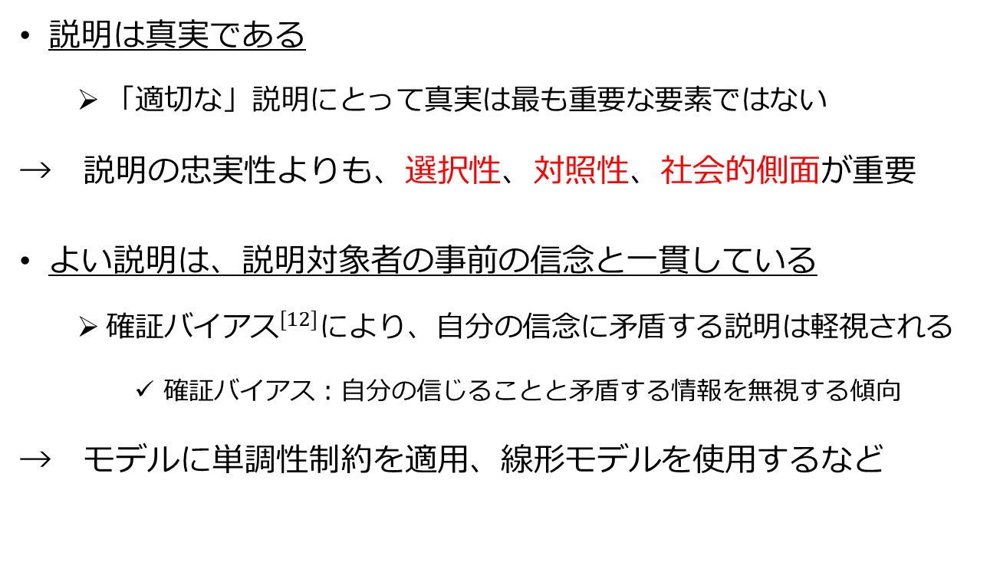 • 説明は真実である
➢ 「適切な」説明にとって真実は最も重要な要素ではない
→ 説明の忠実性よりも、選択性、対照性、社会的側面が重要
• よい説明は、説明対象者の事前の信念と一貫している
➢ 確証バイアス[12]により、自分の信念に矛盾する説明は軽視される
✓ 確証バイアス：自分の信じることと矛盾する情報を無視する傾向
→ モデルに単調性制約を適用、線形モデルを使用するなど